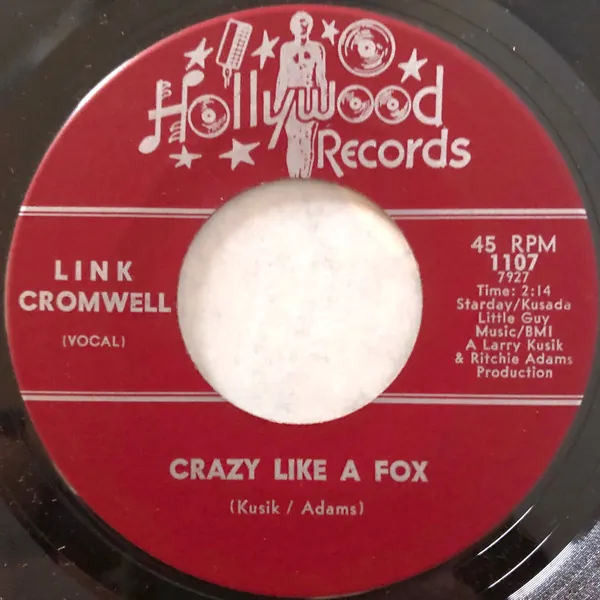 Hollywood
Records
LINK
CROMWELL
(VOCAL)
45 RPM
1107
7927
Time: 2:14
Starday/Kusada
Little Guy
Music/BMI
A Larry Kusik
& Ritchie Adams
Production
CRAZY LIKE A FOX
(Kusik / Adams)